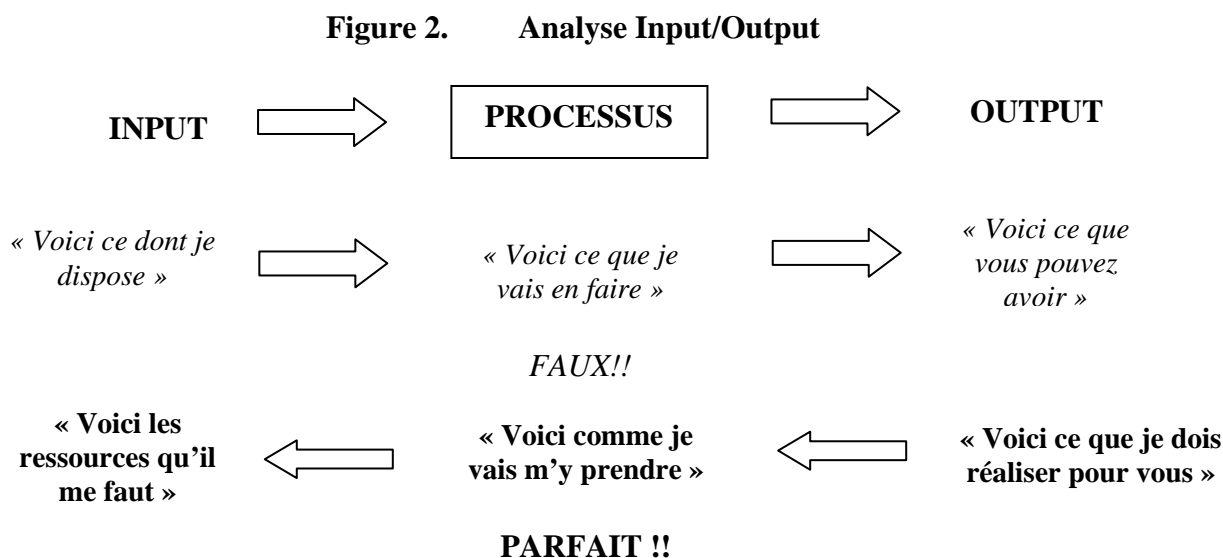 Figure 2. Analyse Input/Output
INPUT PROCESSUS OUTPUT
« Voici ce dont je
dispose »
« Voici ce que je
vais en faire »
« Voici ce que
vous pouvez
avoir »
FAUX!!
« Voici les
ressources qu’il
me faut »
« Voici comme je
vais m’y prendre »
« Voici ce que je dois
réaliser pour vous »
PARFAIT !!